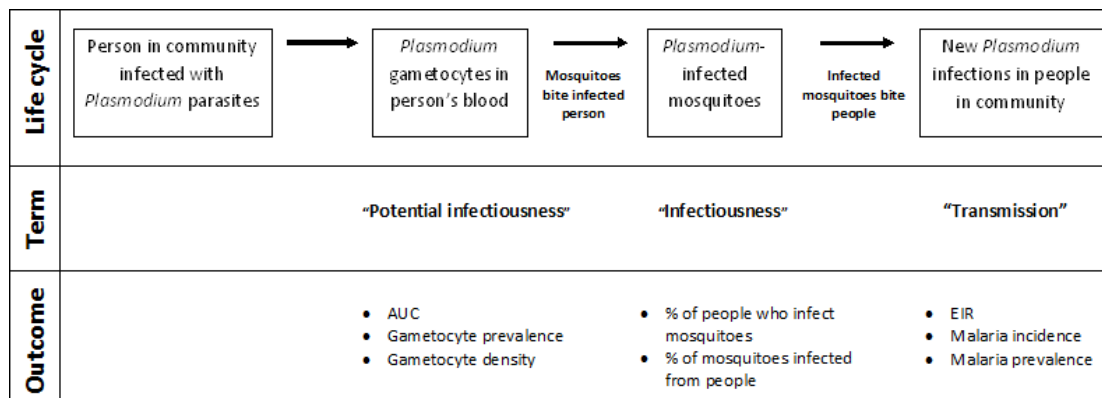 Life cycle
Person in community
infected with
Plasmodium parasites
Plasmodium
gametocytes in
person's blood
Mosquitoes
bite infected
person
Plasmodium-
infected
mosquitoes
Infected
mosquitoes bite
people
New Plasmodium
infections in people
in community
Term
"Potential infectiousness"
"Infectiousness"
"Transmission"
Outcome
• AUC
• Gametocyte prevalence
• Gametocyte density
• % of people who infect
mosquitoes
• % of mosquitoes infected
from people
• EIR
• Malaria incidence
• Malaria prevalence